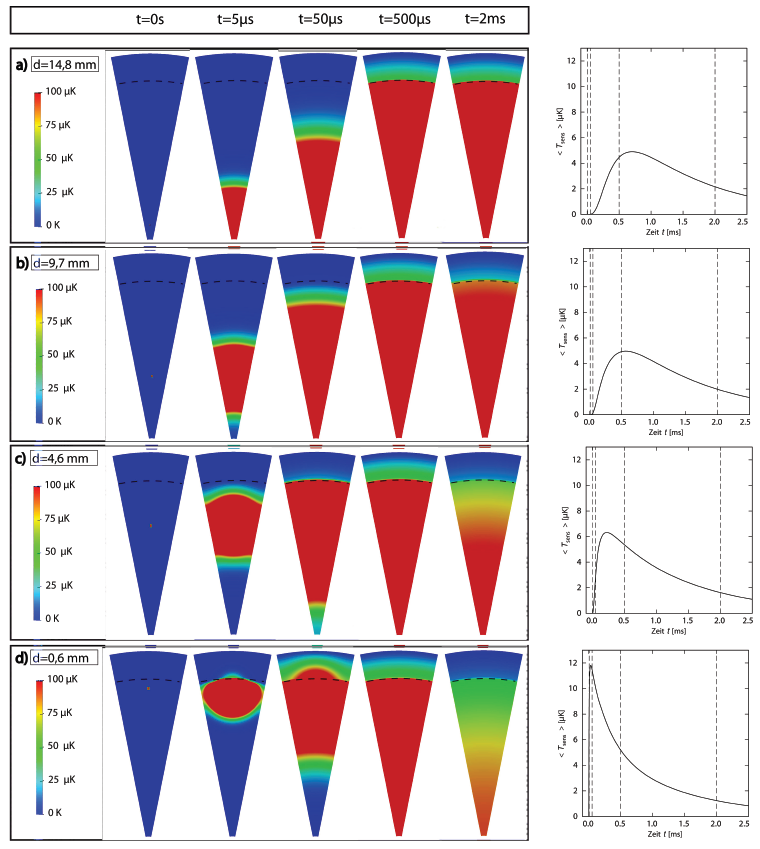 t=0s t=5µs t=50µs t=500µs t=2ms
a) d=14,8 mm
100 µK
75 µK
50 µK
25 µK
0 K
< Tsens > [µK]
12
10
8
6
4
2
0
0.0 0.5 1.0 1.5 2.0 2.5
Zeit t [ms]
b) d=9,7 mm
100 µK
75 µK
50 µK
25 µK
0 K
< Tsens > [µK]
12
10
8
6
4
2
0
0.0 0.5 1.0 1.5 2.0 2.5
Zeit t [ms]
c) d=4,6 mm
100 µK
75 µK
50 µK
25 µK
0 K
< Tsens > [µK]
12
10
8
6
4
2
0
0.0 0.5 1.0 1.5 2.0 2.5
Zeit t [ms]
d) d=0,6 mm
100 µK
75 µK
50 µK
25 µK
0 K
< Tsens > [µK]
12
10
8
6
4
2
0
0.0 0.5 1.0 1.5 2.0 2.5
Zeit t [ms]